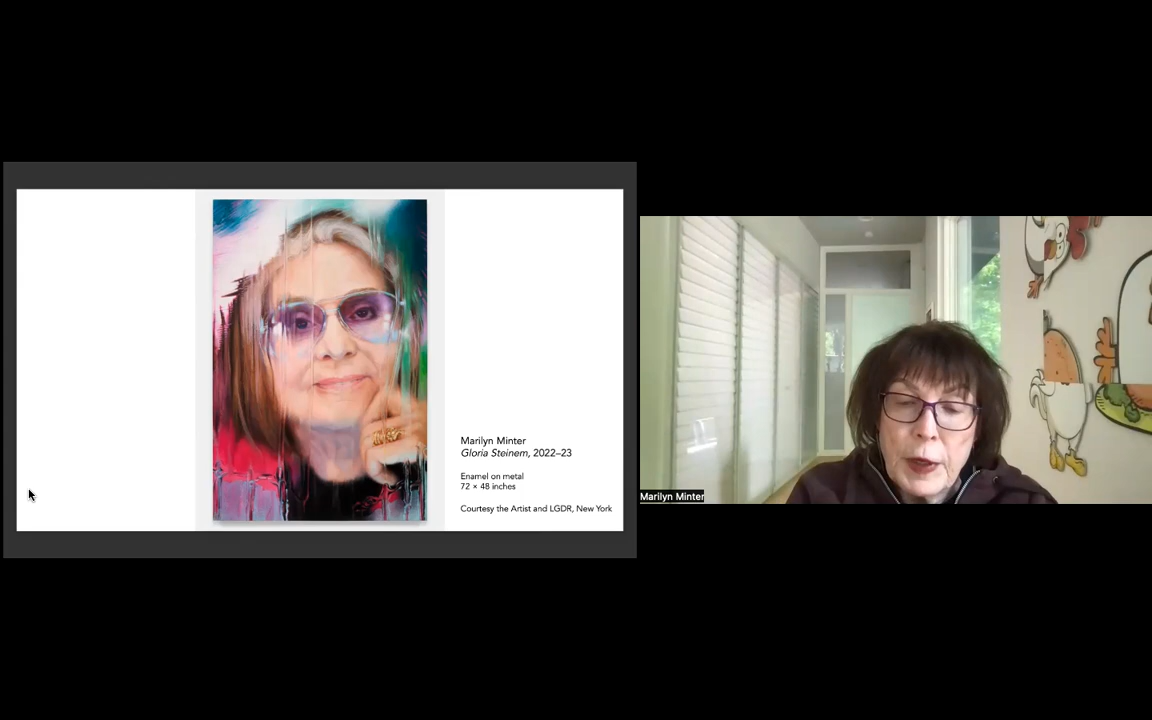 Marilyn Minter
Gloria Steinem, 2022–23
Enamel on metal
72 × 48 inches
Courtesy the Artist and LGDR, New York
Marilyn Minter